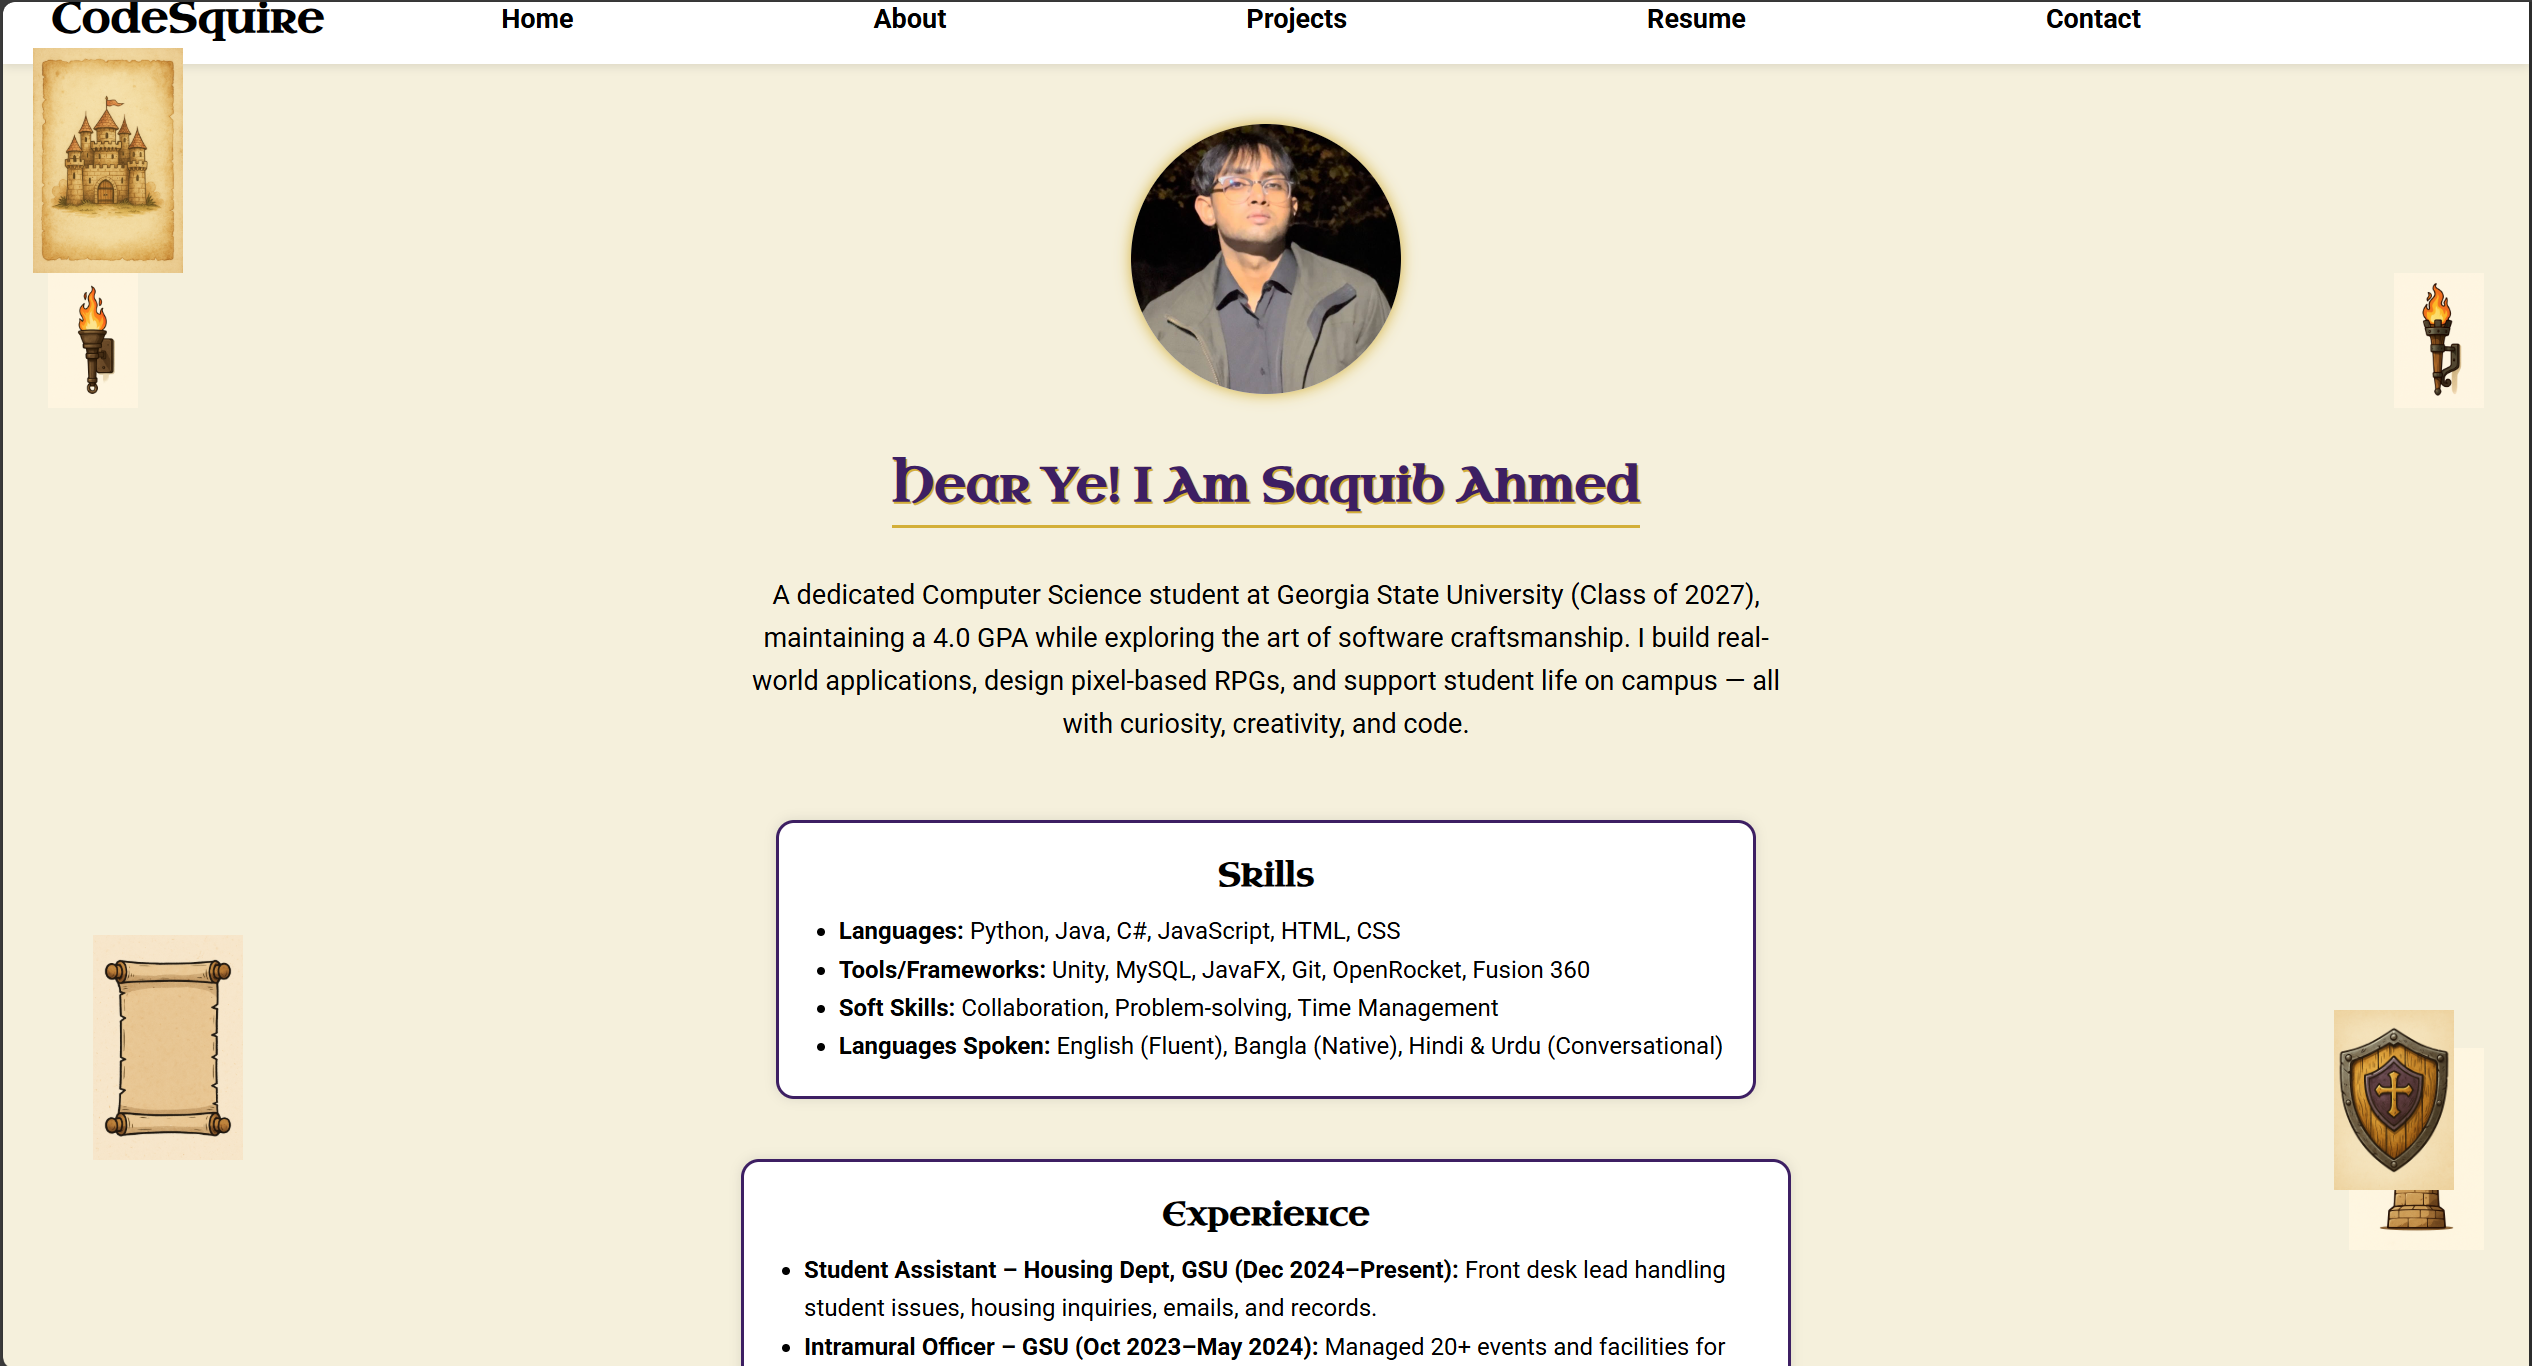 CodeSquire
Home
About
Projects
Resume
Contact
Hear Ye! I Am Saquib Ahmed
A dedicated Computer Science student at Georgia State University (Class of 2027),
maintaining a 4.0 GPA while exploring the art of software craftsmanship. I build real-
world applications, design pixel-based RPGs, and support student life on campus — all
with curiosity, creativity, and code.
Skills
• Languages: Python, Java, C#, JavaScript, HTML, CSS
• Tools/Frameworks: Unity, MySQL, JavaFX, Git, OpenRocket, Fusion 360
• Soft Skills: Collaboration, Problem-solving, Time Management
• Languages Spoken: English (Fluent), Bangla (Native), Hindi & Urdu (Conversational)
Experience
• Student Assistant – Housing Dept, GSU (Dec 2024–Present): Front desk lead handling
student issues, housing inquiries, emails, and records.
• Intramural Officer – GSU (Oct 2023–May 2024): Managed 20+ events and facilities for